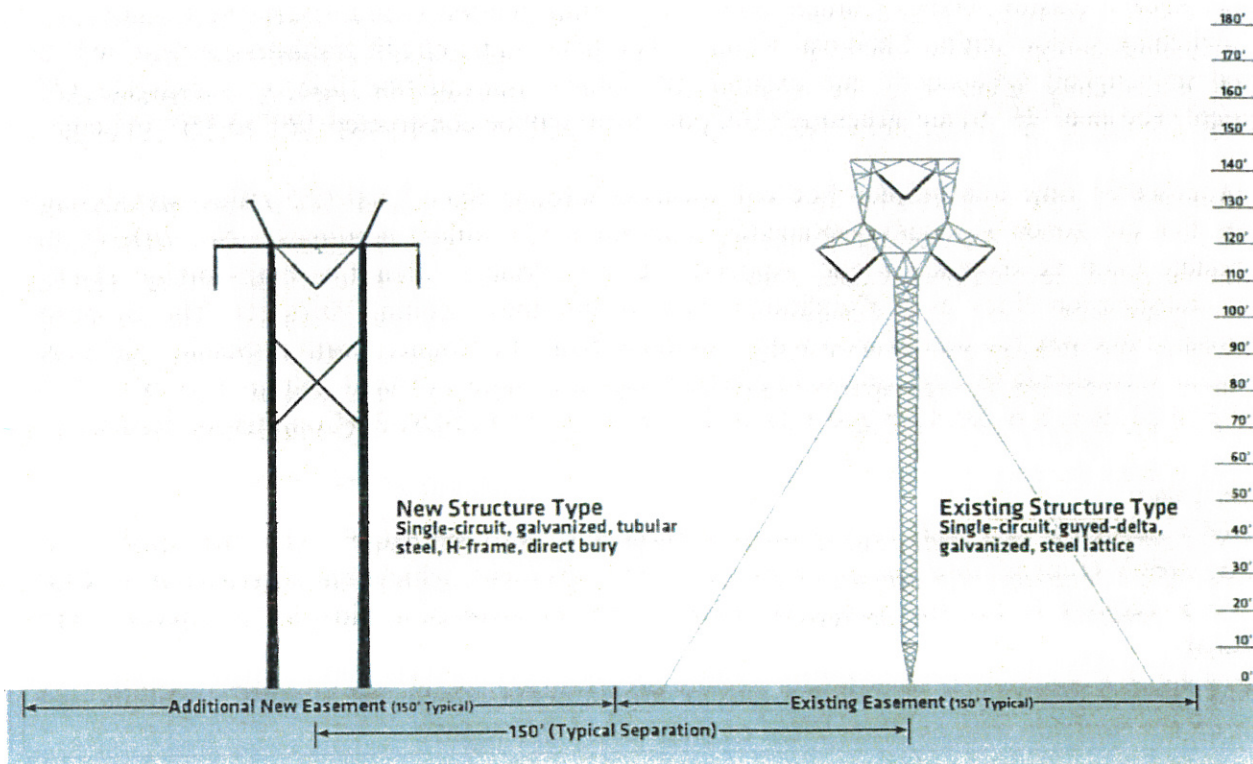 180'
170'
160'
150'
140'
130'
120'
110'
100'
90'
80'
70'
60'
50'
40'
30'
20'
10'
0'
New Structure Type
Single-circuit, galvanized, tubular
steel, H-frame, direct bury
Existing Structure Type
Single-circuit, guyed-delta,
galvanized, steel lattice
Additional New Easement (150' Typical)
Existing Easement (150' Typical)
150' (Typical Separation)